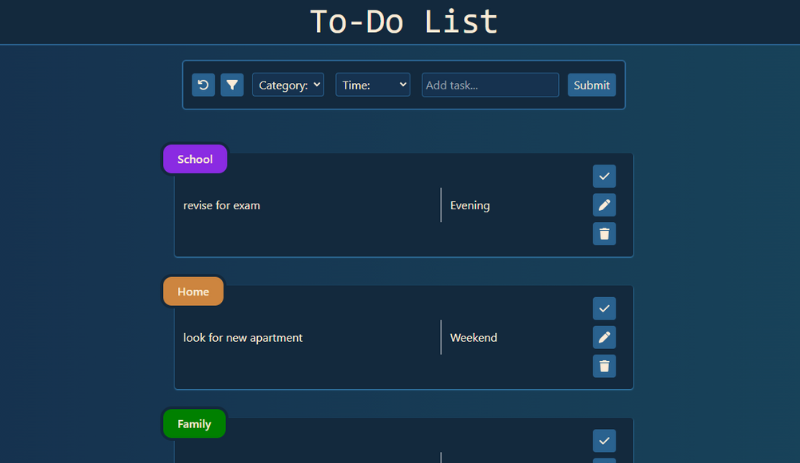 To-Do List
Category: Time: Add task... Submit
School
revise for exam Evening
Home
look for new apartment Weekend
Family